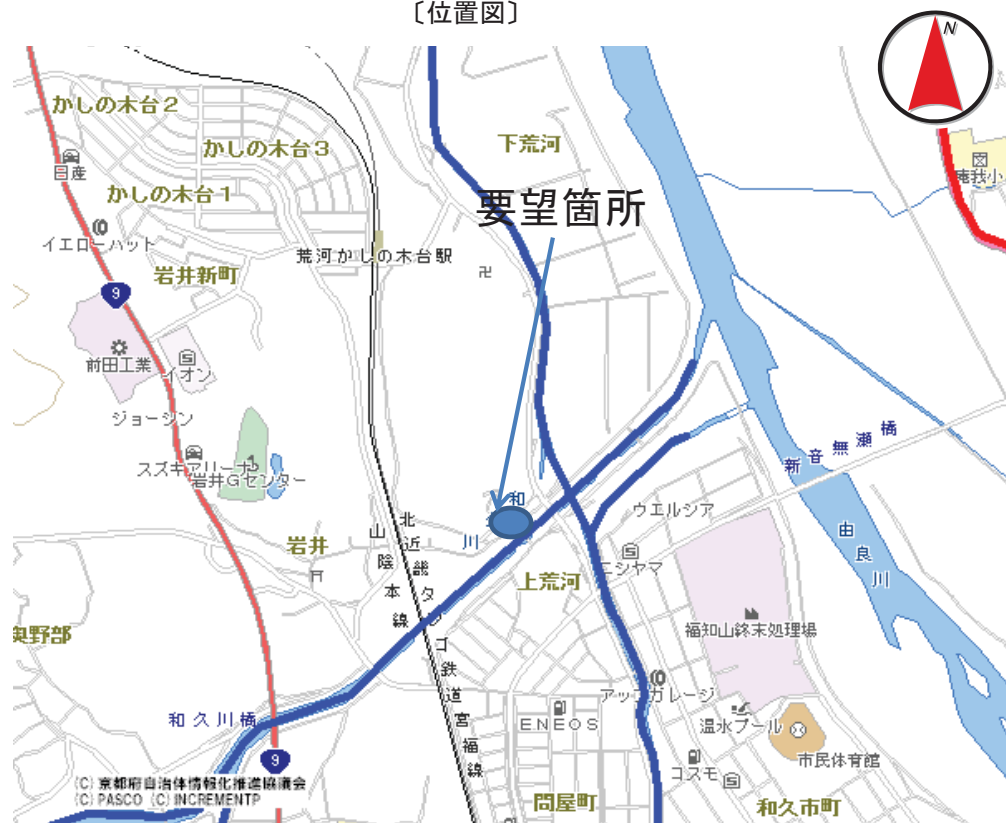 〔位置図〕
N
かしの木台2
下荒河
かしの木台3
日産
庵我小
かしの木台1
要望箇所
イエローハット
荒河かしの木台駅
岩井新町
卍
9
前田工業
イオン
ジョーシン
新音無瀬橋
スズキアリーナ
岩井Gセンター
和
川
ウエルシア
北近畿タンゴ鉄道宮福線
山陰本線
由良川
岩井
ニシヤマ
上荒河
福知山終末処理場
奥野部
アップガレージ
和久川橋
ENEOS
温水プール
市民体育館
9
コスモ
(C) 京都府自治体情報化推進協議会
(C) PASCO (C) INCREMENTP
問屋町
和久市町